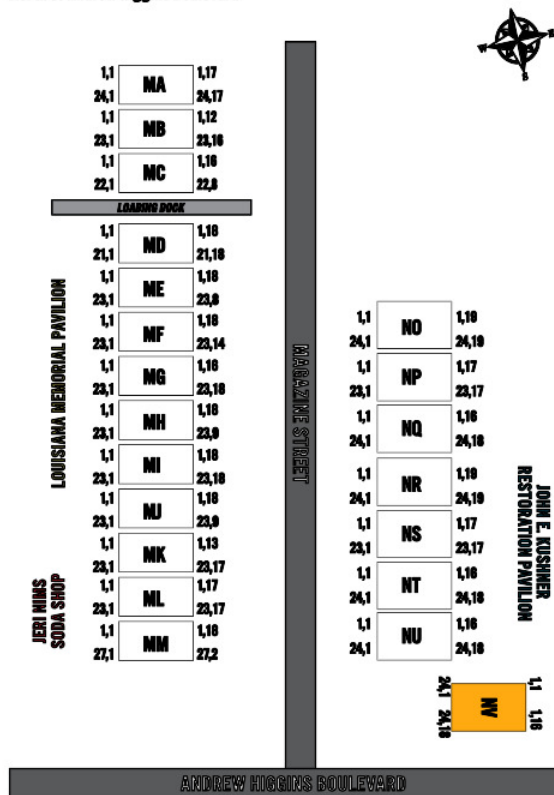 1,1 MA 1,17
24,1 24,17
1,1 MB 1,12
23,1 23,16
1,1 MC 1,16
22,1 22,8
LOADING DOCK
1,1 MD 1,18
21,1 21,18
1,1 ME 1,18
23,1 23,8
1,1 MF 1,18
23,1 23,14
1,1 MG 1,16
23,1 23,18
1,1 MH 1,18
23,1 23,9
1,1 MI 1,18
23,1 23,18
1,1 MJ 1,18
23,1 23,9
1,1 MK 1,13
23,1 23,17
1,1 ML 1,17
23,1 23,17
1,1 MM 1,18
27,1 27,2
LOUISIANA MEMORIAL PAVILION
JERI NIMS
SODA SHOP
MAGAZINE STREET
N
E
S
W
1,1 NO 1,19
24,1 24,19
1,1 NP 1,17
23,1 23,17
1,1 NQ 1,16
24,1 24,18
1,1 NR 1,19
24,1 24,19
1,1 NS 1,17
23,1 23,17
1,1 NT 1,16
24,1 24,18
1,1 NU 1,16
24,1 24,18
JOHN E. KUSHNER
RESTORATION PAVILION
24,1 1,1
NV
24,18 1,16
ANDREW HIGGINS BOULEVARD